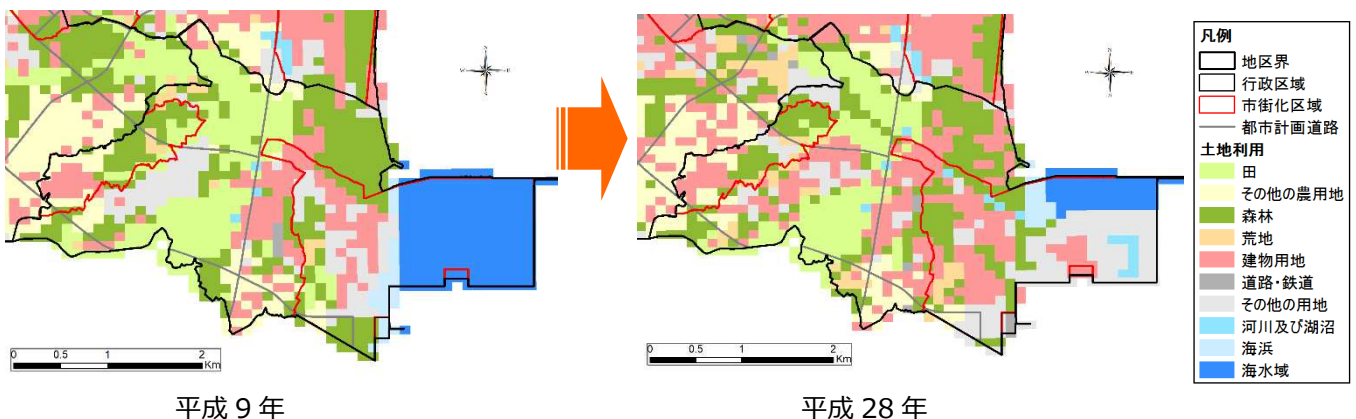 凡例
地区界
行政区域
市街化区域
都市計画道路
土地利用
田
その他の農用地
森林
荒地
建物用地
道路・鉄道
その他の用地
河川及び湖沼
海浜
海水域
0 0.5 1 2
Km
0 0.5 1 2
Km
平成 9 年
平成 28 年